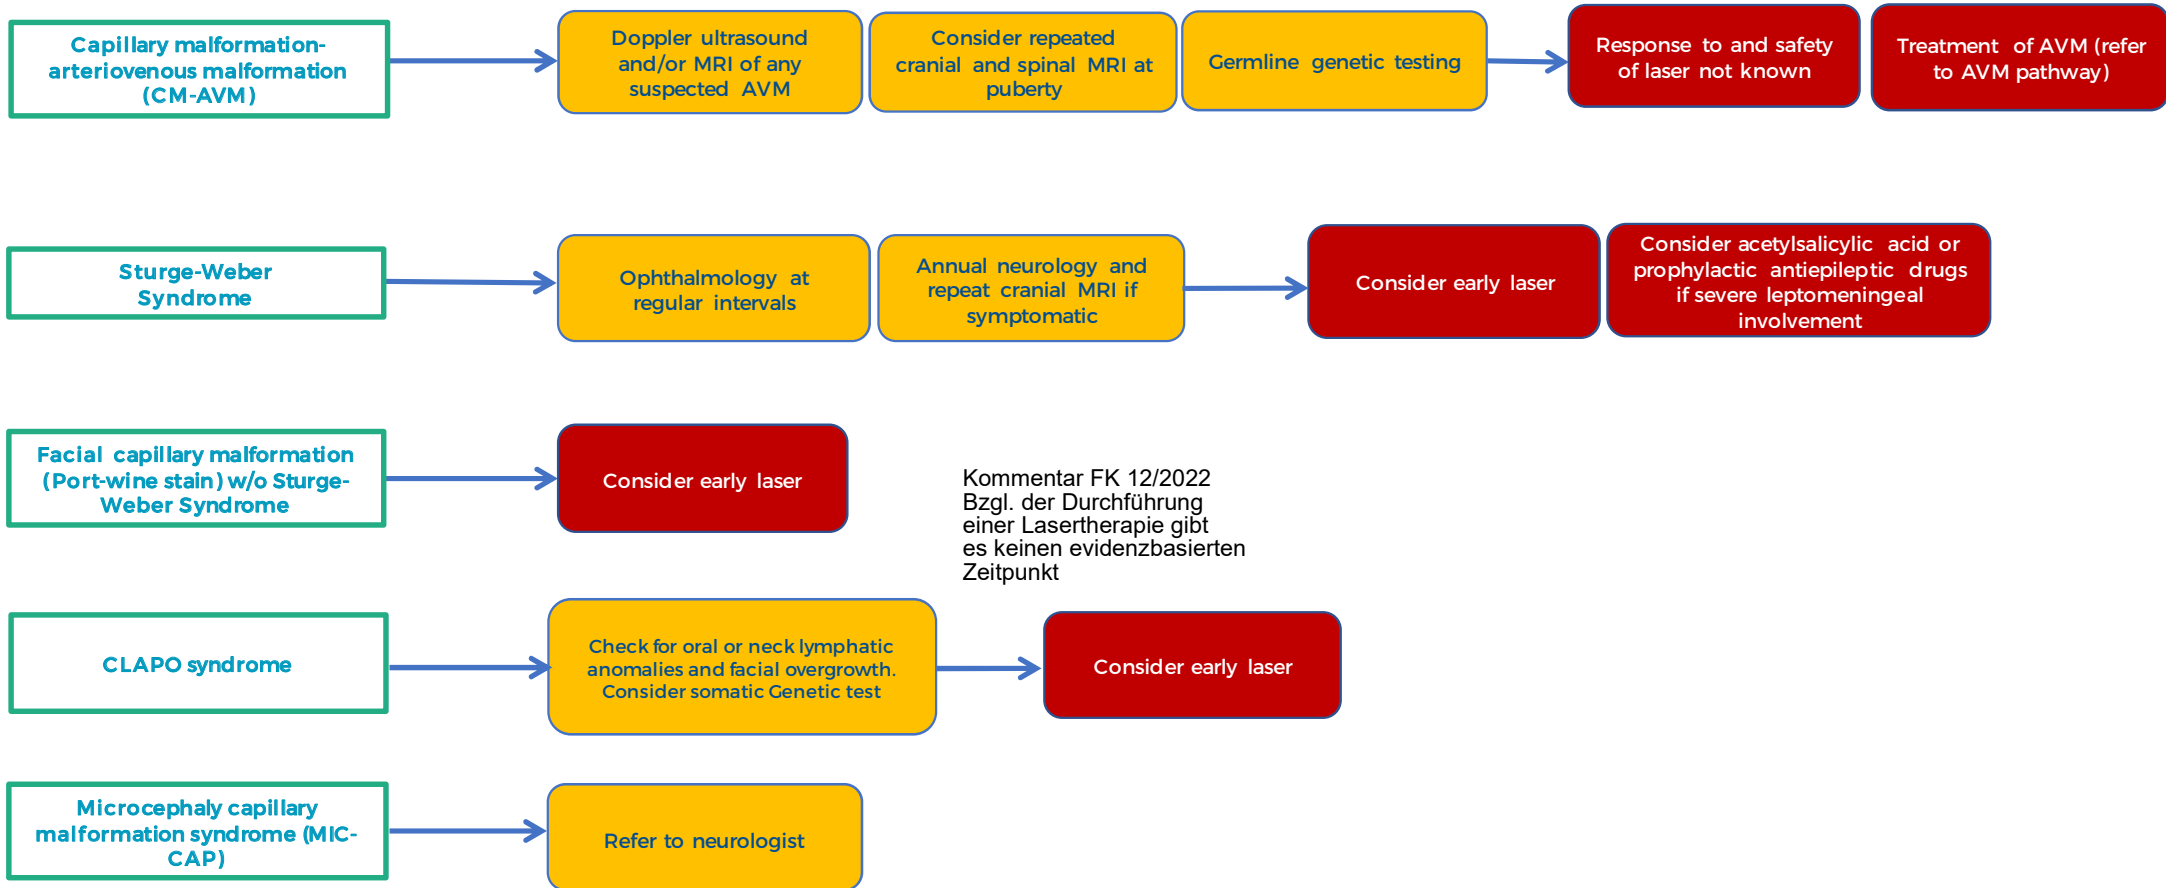 Capillary malformation-
arteriovenous malformation
(CM-AVM)
Doppler ultrasound
and/or MRI of any
suspected AVM
Consider repeated
cranial and spinal MRI at
puberty
Germline genetic testing
Response to and safety
of laser not known
Treatment of AVM (refer
to AVM pathway)
Sturge-Weber
Syndrome
Ophthalmology at
regular intervals
Annual neurology and
repeat cranial MRI if
symptomatic
Consider early laser
Consider acetylsalicylic acid or
prophylactic antiepileptic drugs
if severe leptomeningeal
involvement
Facial capillary malformation
(Port-wine stain) w/o Sturge-
Weber Syndrome
Consider early laser
Kommentar FK 12/2022
Bzgl. der Durchführung
einer Lasertherapie gibt
es keinen evidenzbasierten
Zeitpunkt
CLAPO syndrome
Check for oral or neck lymphatic
anomalies and facial overgrowth.
Consider somatic Genetic test
Consider early laser
Microcephaly capillary
malformation syndrome (MIC-
CAP)
Refer to neurologist